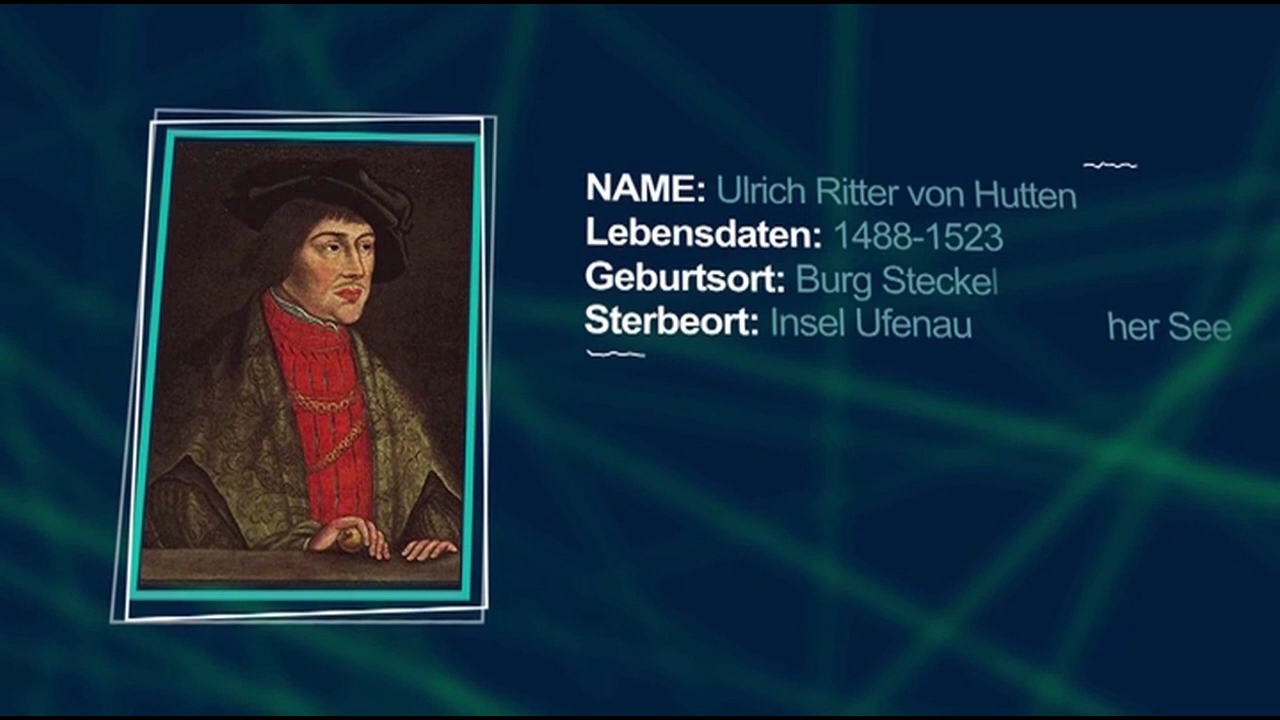 NAME: Ulrich Ritter von Hutten
Lebensdaten: 1488-1523
Geburtsort: Burg Steckel
Sterbeort: Insel Ufenau her See